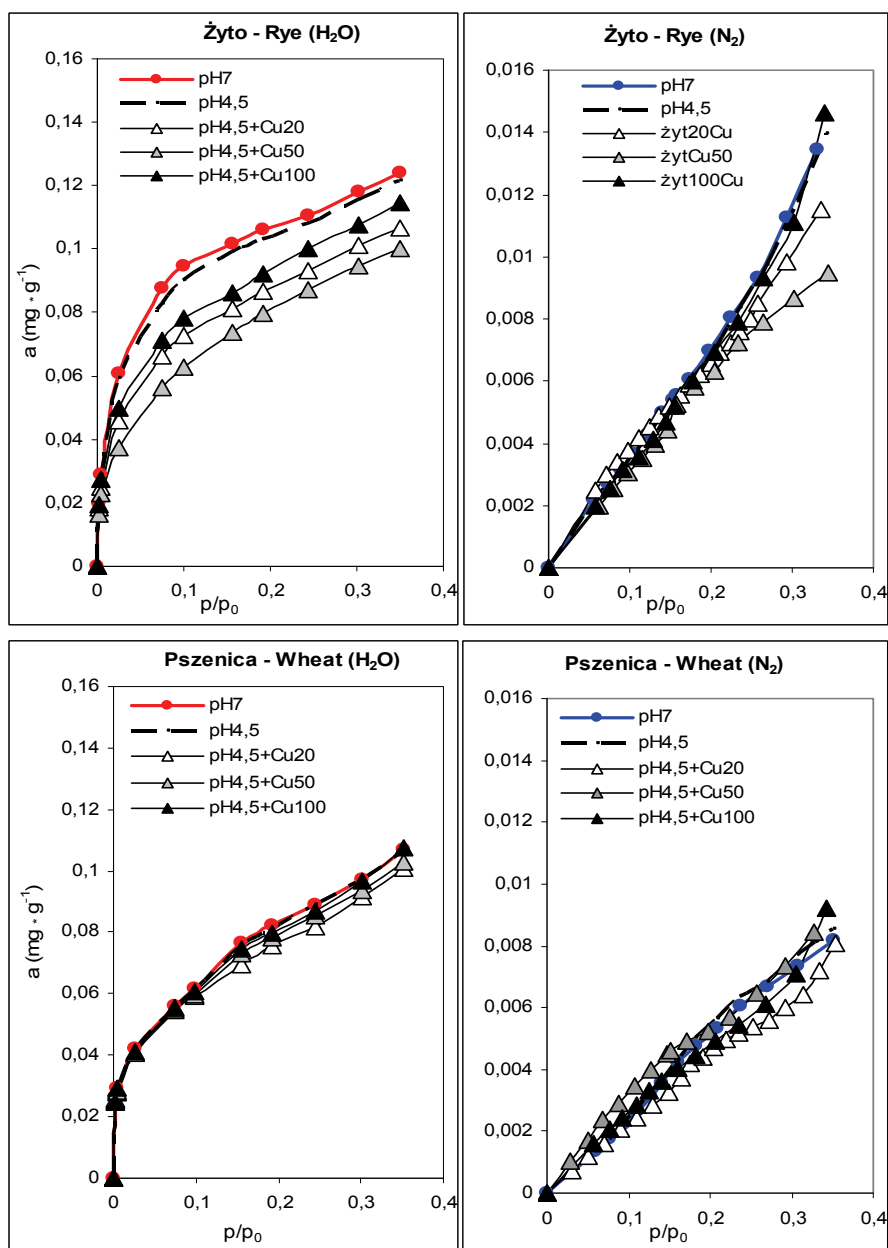 Żyto - Rye (H₂O)
0,16
0,14
0,12
0,1
0,08
0,06
0,04
0,02
0
a (mg * g⁻¹)
pH7
pH4,5
pH4,5+Cu20
pH4,5+Cu50
pH4,5+Cu100
0 0,1 0,2 0,3 0,4
p/p₀
Żyto - Rye (N₂)
0,016
0,014
0,012
0,01
0,008
0,006
0,004
0,002
0
pH7
pH4,5
żyt20Cu
żytCu50
żyt100Cu
0 0,1 0,2 0,3 0,4
p/p₀
Pszenica - Wheat (H₂O)
0,16
0,14
0,12
0,1
0,08
0,06
0,04
0,02
0
a (mg * g⁻¹)
pH7
pH4,5
pH4,5+Cu20
pH4,5+Cu50
pH4,5+Cu100
0 0,1 0,2 0,3 0,4
p/p₀
Pszenica - Wheat (N₂)
0,016
0,014
0,012
0,01
0,008
0,006
0,004
0,002
0
pH7
pH4,5
pH4,5+Cu20
pH4,5+Cu50
pH4,5+Cu100
0 0,1 0,2 0,3 0,4
p/p₀